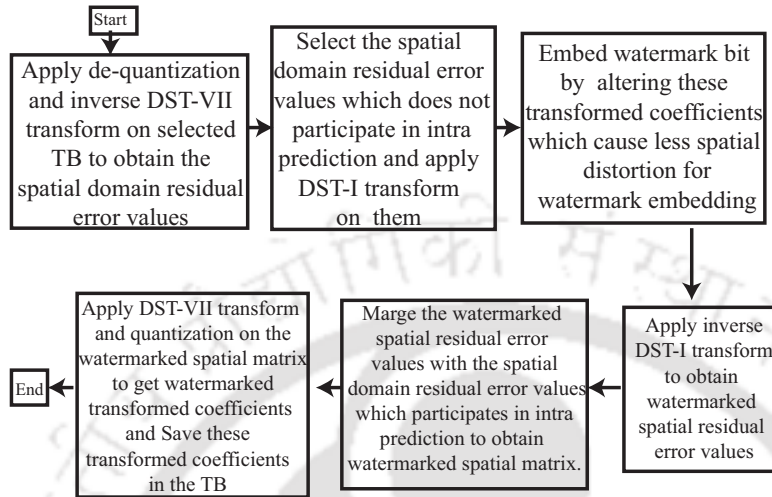 Start
Apply de-quantization
and inverse DST-VII
transform on selected
TB to obtain the
spatial domain residual
error values
Select the spatial
domain residual error
values which does not
participate in intra
prediction and apply
DST-I transform
on them
Embed watermark bit
by altering these
transformed coefficients
which cause less spatial
distortion for
watermark embedding
Apply inverse
DST-I transform
to obtain
watermarked
spatial residual
error values
Marge the watermarked
spatial residual error
values with the spatial
domain residual error values
which participates in intra
prediction to obtain
watermarked spatial matrix.
Apply DST-VII transform
and quantization on the
watermarked spatial matrix
to get watermarked
transformed coefficients
and Save these
transformed coefficients
in the TB
End